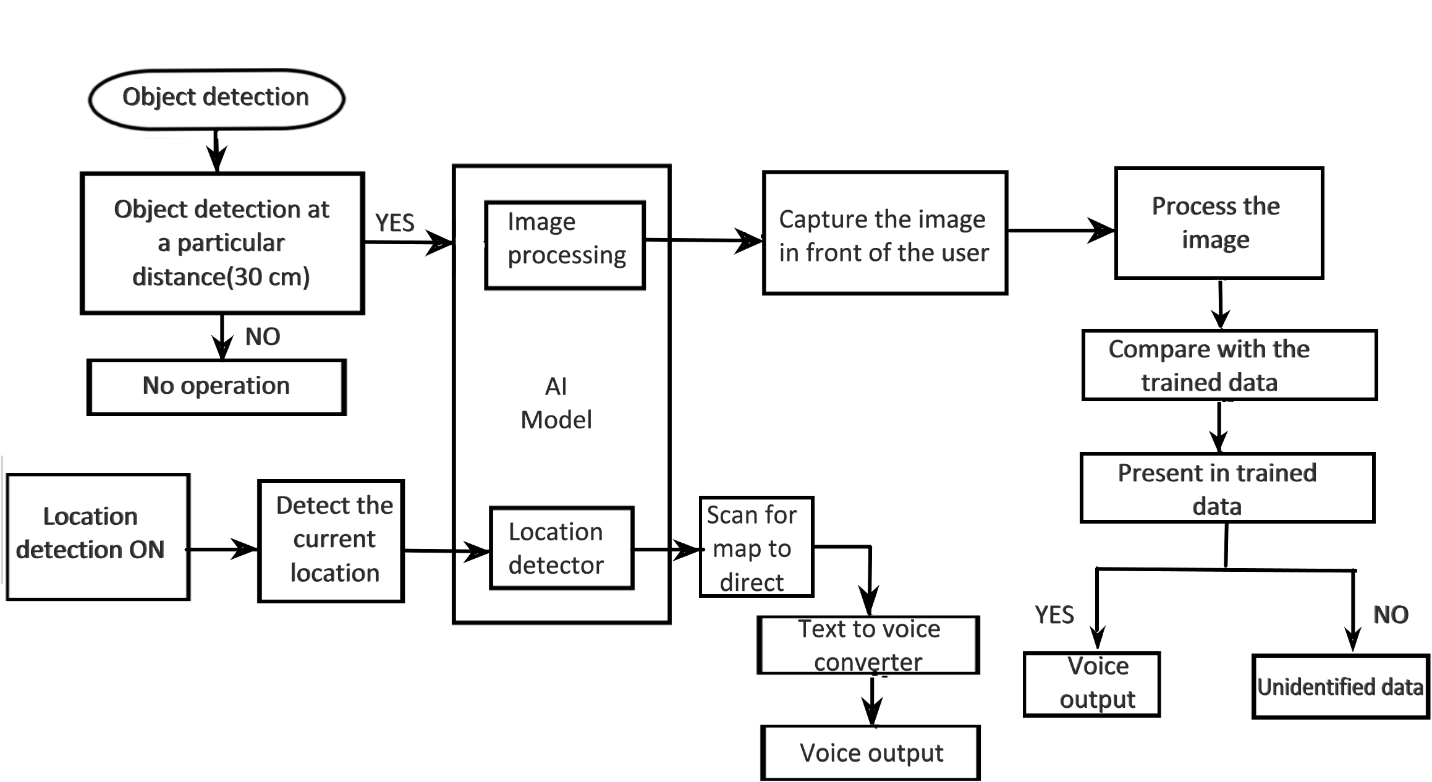 Object detection
Object detection at
a particular
distance(30 cm)
YES
NO
No operation
Image
processing
AI
Model
Capture the image
in front of the user
Process the
image
Compare with the
trained data
Present in trained
data
YES
NO
Voice
output
Unidentified data
Location
detection ON
Detect the
current
location
Location
detector
Scan for
map to
direct
Text to voice
converter
Voice output